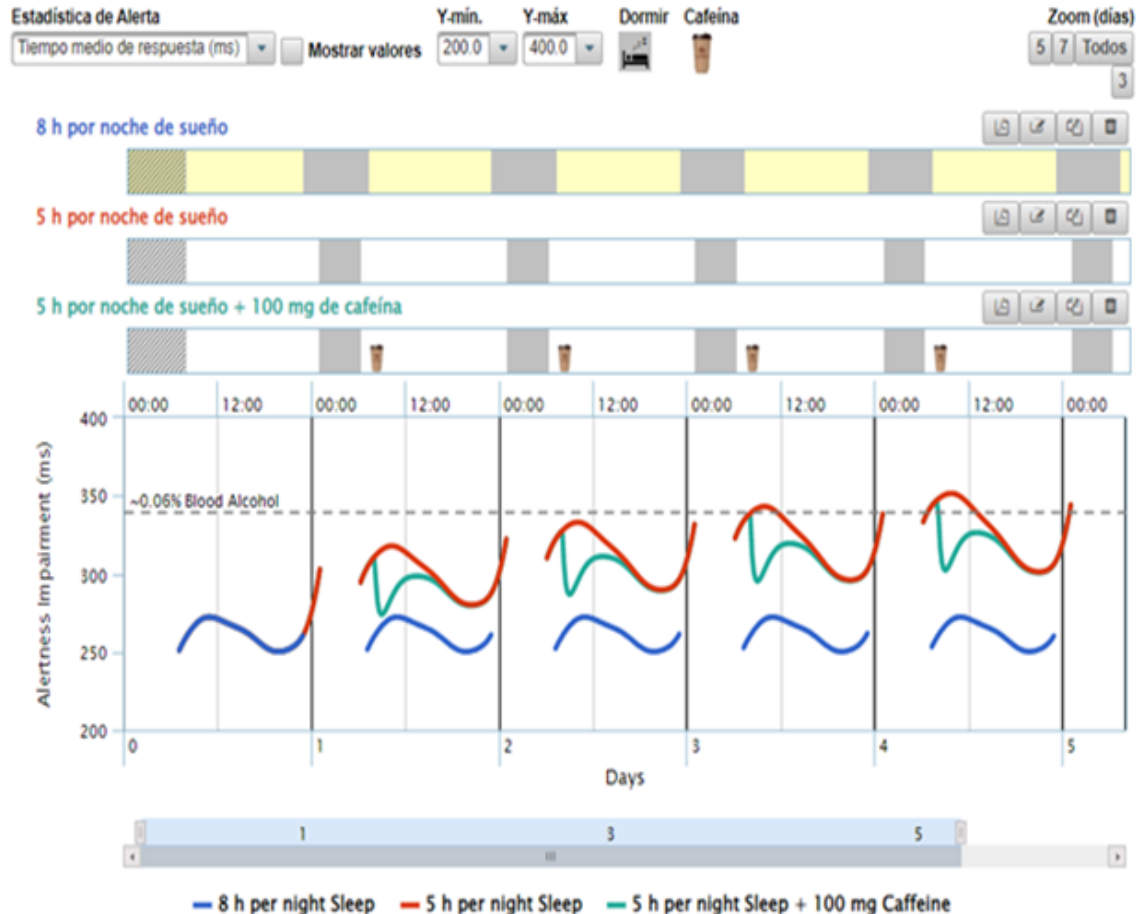 Estadística de Alerta Y-mín. Y-máx Dormir Cafeína Zoom (días)
Tiempo medio de respuesta (ms) Mostrar valores 200.0 400.0 5 7 Todos
3
8 h por noche de sueño
5 h por noche de sueño
5 h por noche de sueño + 100 mg de cafeína
00:00 12:00 00:00 12:00 00:00 12:00 00:00 12:00 00:00 12:00 00:00
400
350
~0.06% Blood Alcohol
300
250
200
Alertness Impairment (ms)
0 1 2 3 4 5
Days
1 3 5
8 h per night Sleep 5 h per night Sleep 5 h per night Sleep + 100 mg Caffeine